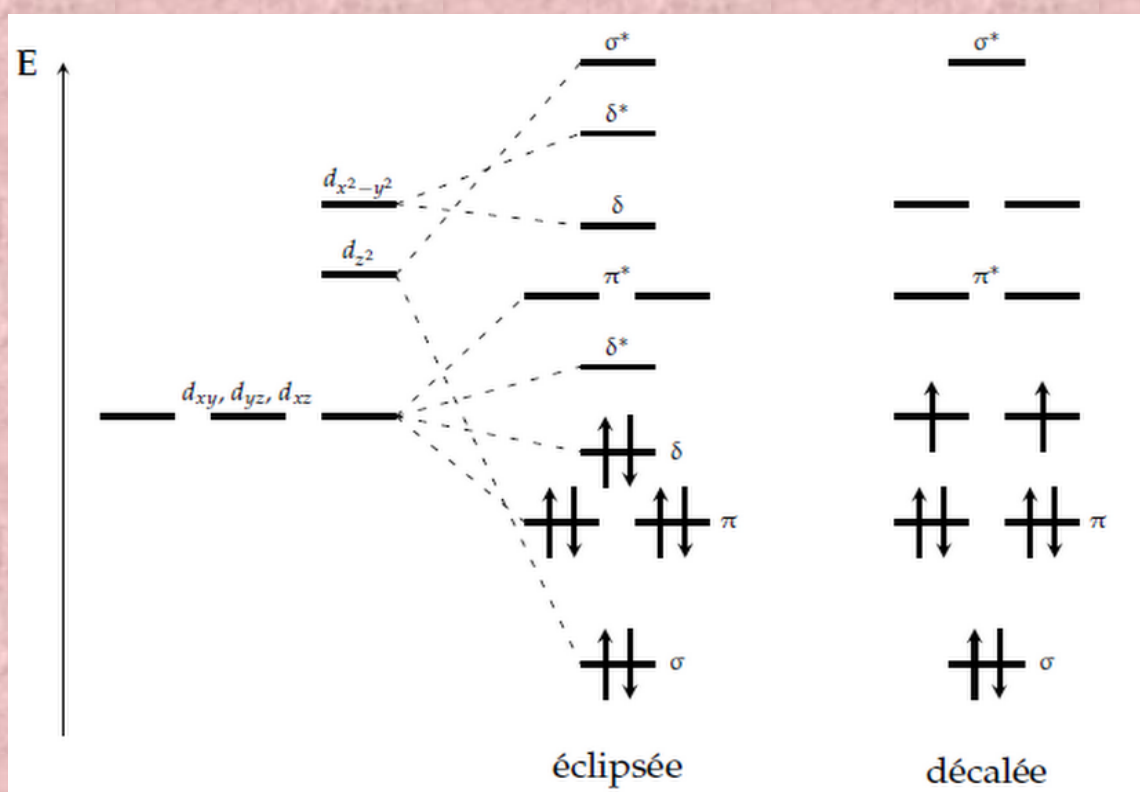 σ* σ*
E
δ*
d_{x²−y²}
δ
d_{z²}
π* π*
δ*
d_{xy}, d_{yz}, d_{xz}
δ
π π
σ σ
éclipsée
décalée